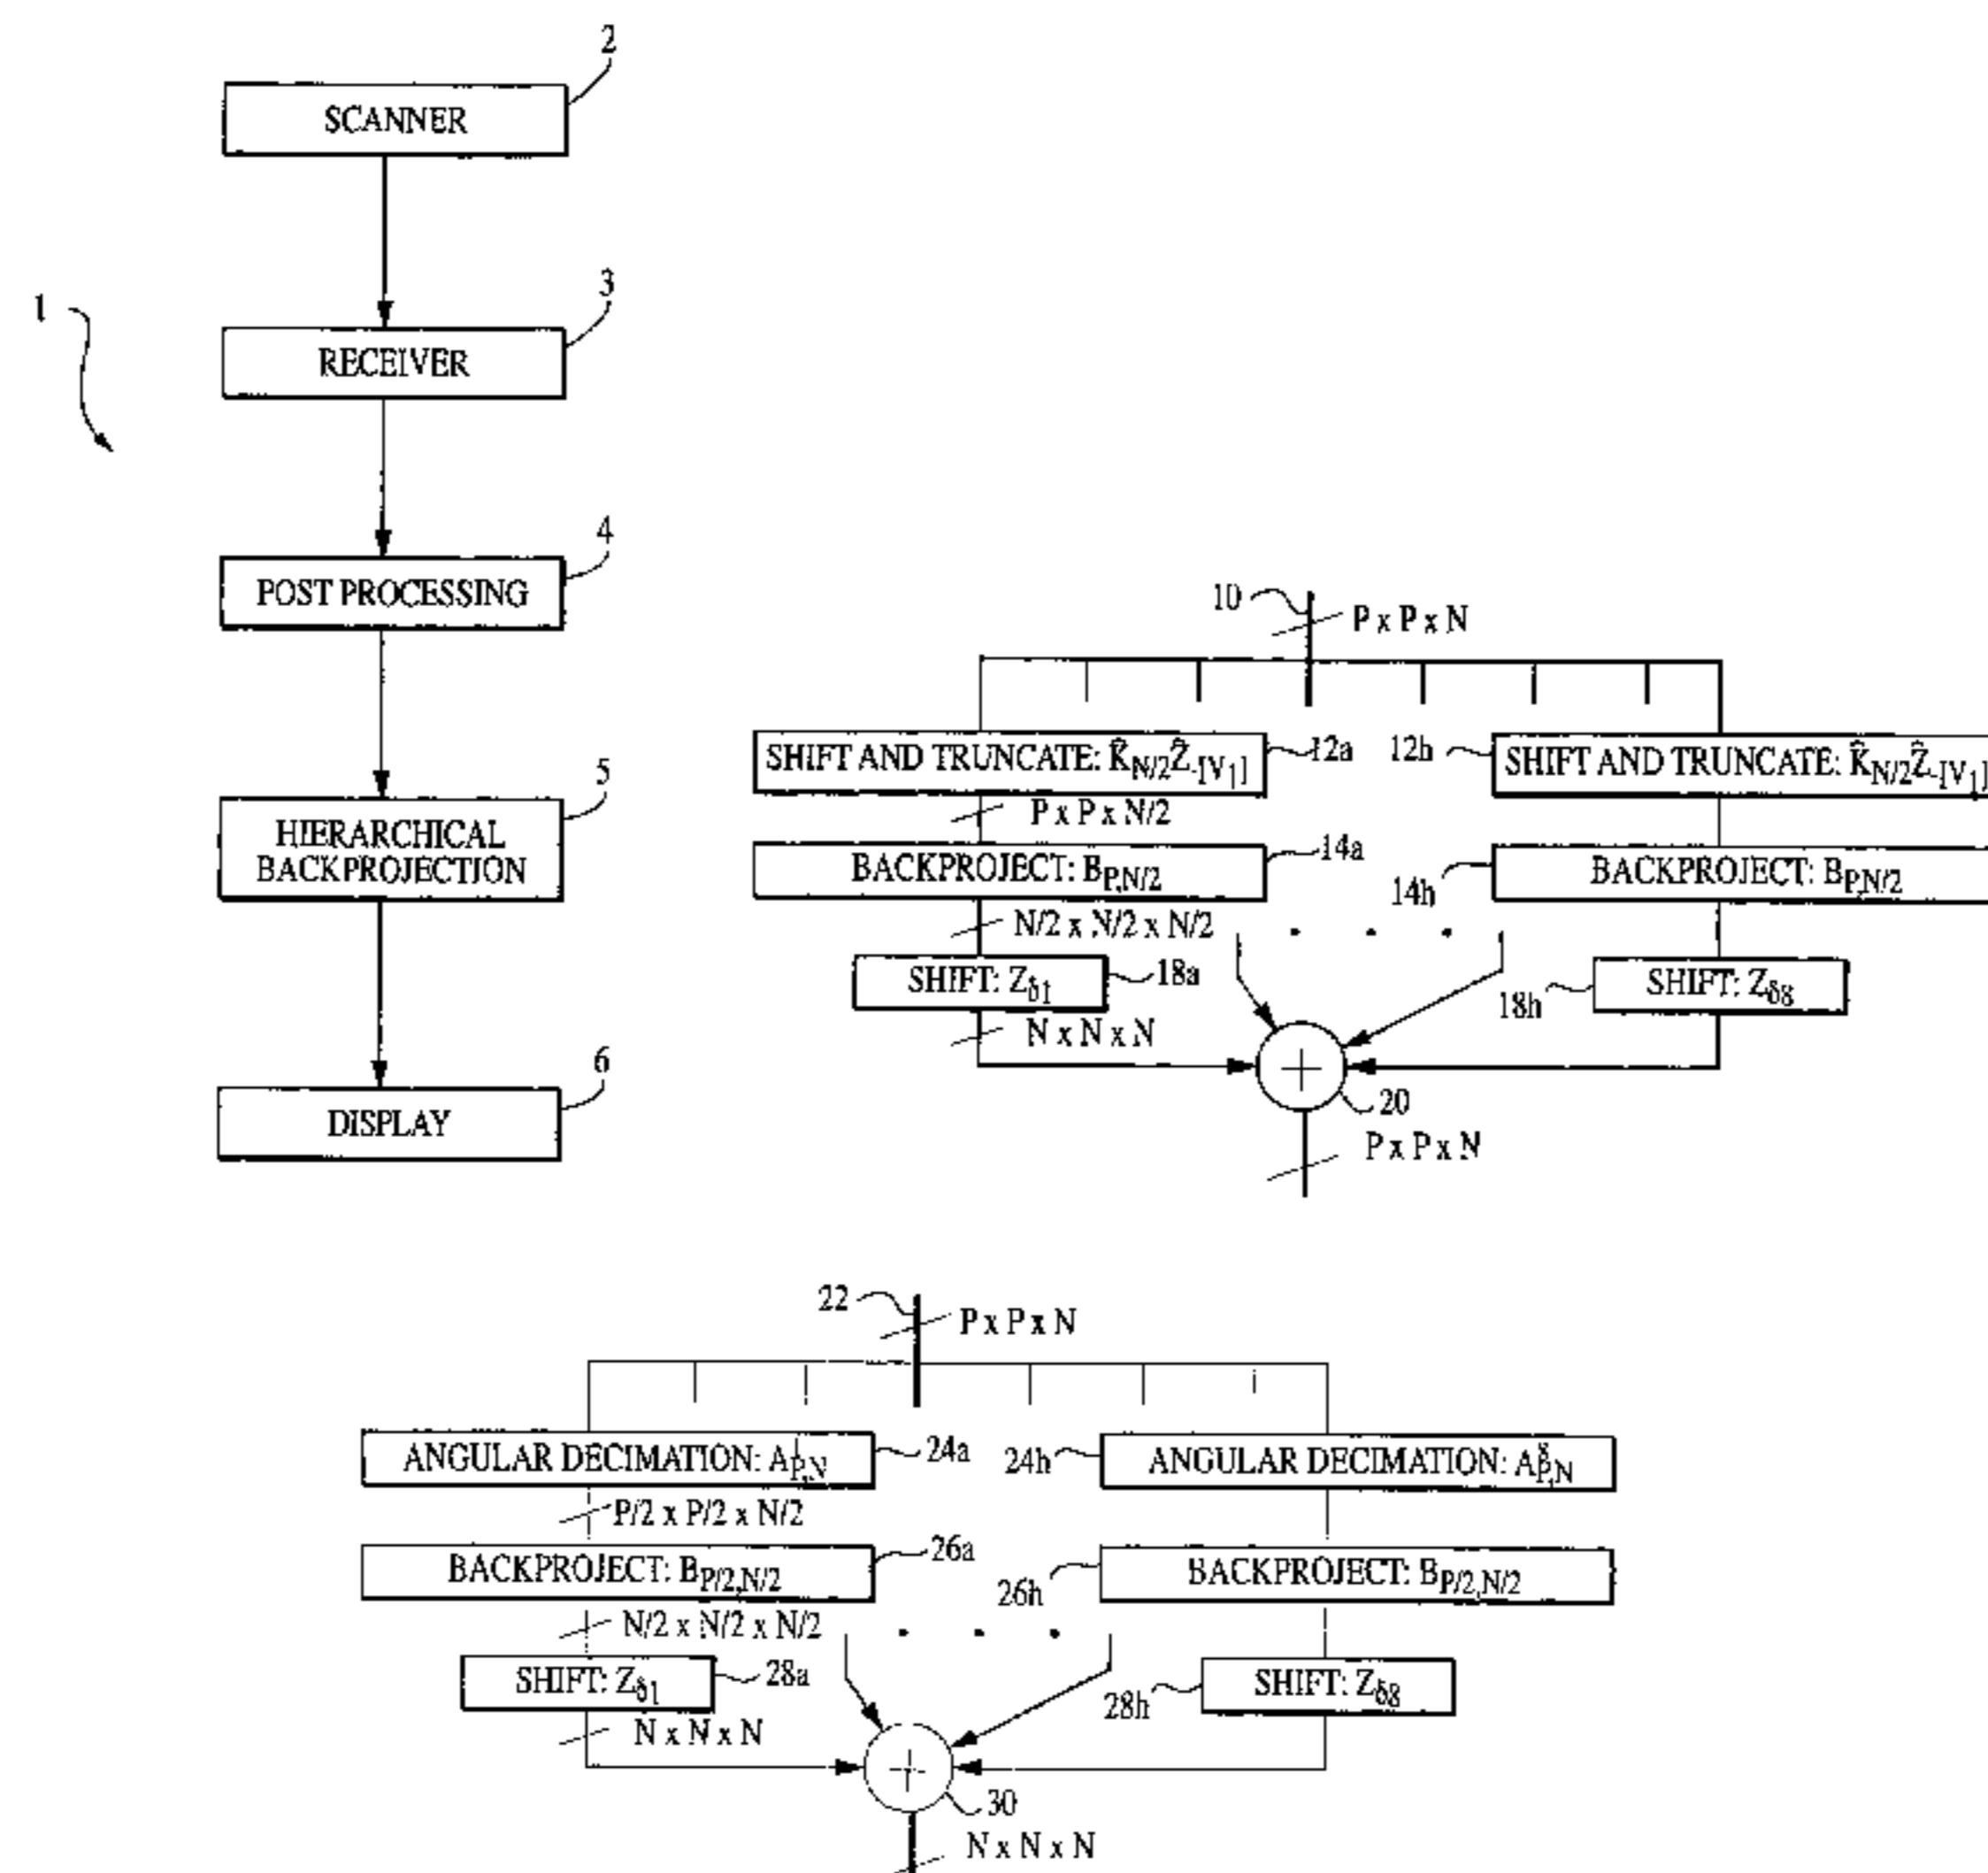 2
SCANNER
3
1
RECEIVER
4
POST PROCESSING
5
HIERARCHICAL
BACKPROJECTION
6
DISPLAY
10
P x P x N
SHIFT AND TRUNCATE: K̂N/2Ẑ-[V1]
12a
12h
SHIFT AND TRUNCATE: K̂N/2Ẑ-[V1]
P x P x N/2
BACKPROJECT: BP,N/2
14a
14h
BACKPROJECT: BP,N/2
N/2 x N/2 x N/2
SHIFT: Zδ1
18a
18h
SHIFT: Zδ8
N x N x N
+
20
P x P x N
22
P x P x N
ANGULAR DECIMATION: A1P,N
24a
24h
ANGULAR DECIMATION: A8P,N
P/2 x P/2 x N/2
BACKPROJECT: BP/2,N/2
26a
26h
BACKPROJECT: BP/2,N/2
N/2 x N/2 x N/2
SHIFT: Zδ1
28a
28h
SHIFT: Zδ8
N x N x N
+
30
N x N x N